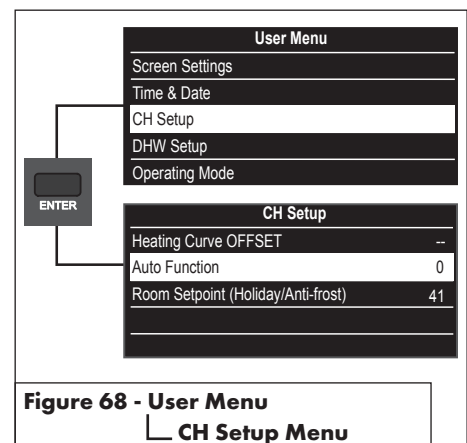 User Menu
Screen Settings
Time & Date
CH Setup
DHW Setup
Operating Mode
ENTER
CH Setup
Heating Curve OFFSET --
Auto Function 0
Room Setpoint (Holiday/Anti-frost) 41
Figure 68 - User Menu
CH Setup Menu